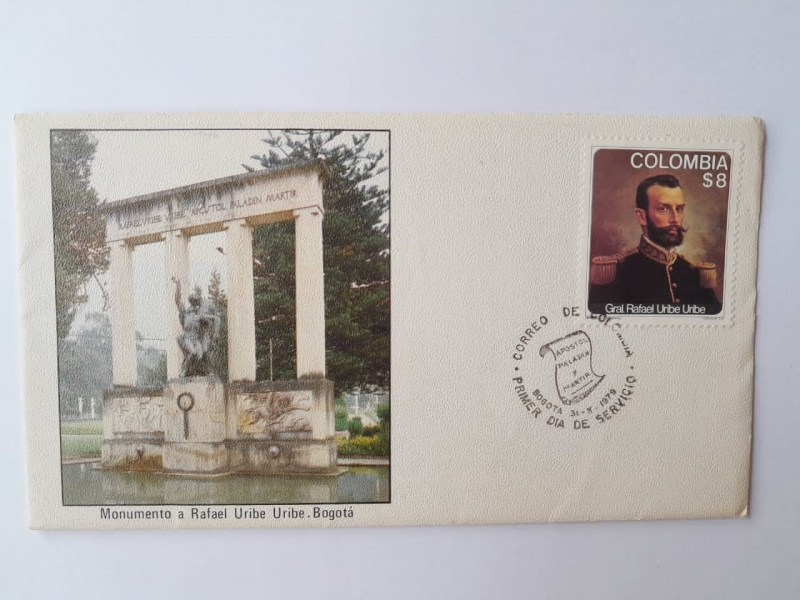 RAFAEL URIBE URIBE APOSTOL PALADIN MARTIR
Monumento a Rafael Uribe Uribe. Bogotá
COLOMBIA
$8
Gral. Rafael Uribe Uribe
CORREO DE COLOMBIA
APOSTOL
PALADIN
Y
MARTIR
BOGOTA 31-X-1979
PRIMER DIA DE SERVICIO